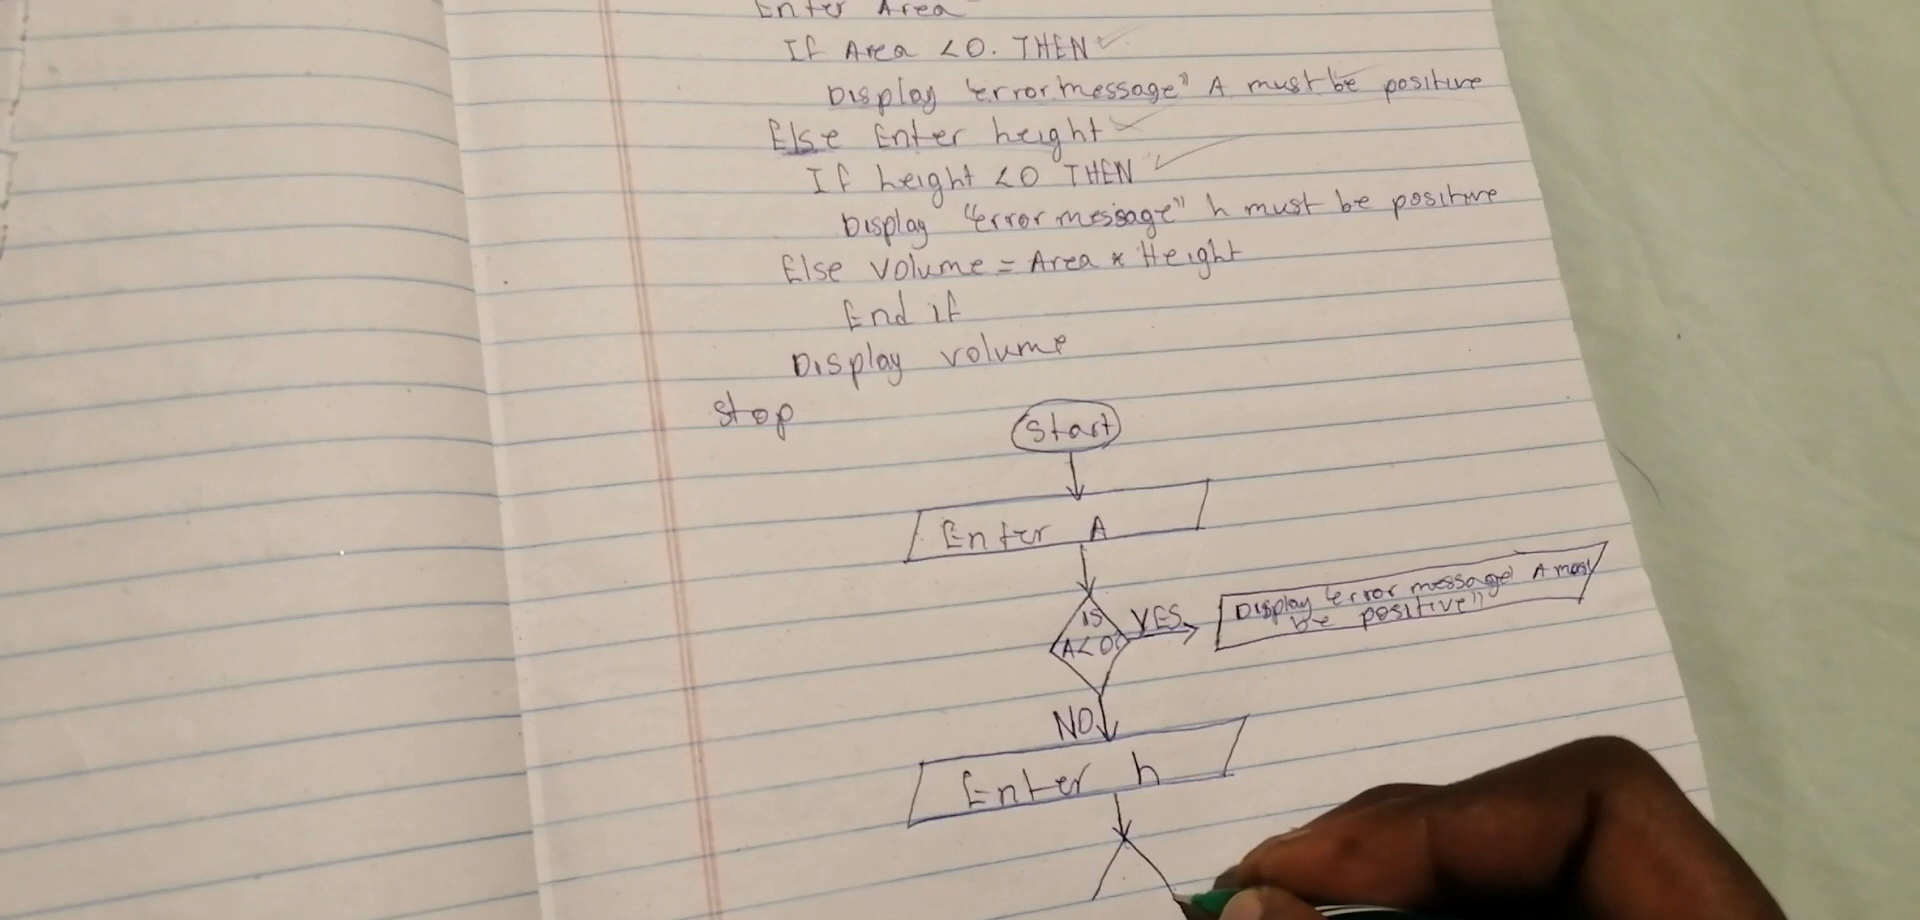 Enter Area
If Area <0. THEN
Display "error message" A must be positive
Else Enter height
If height <0 THEN
Display "error message" h must be positive
Else volume = Area * Height
End if
Display volume
Stop
Start
Enter A
IS
A<0?
YES
Display "error message" A must
be positive"
NO
Enter h